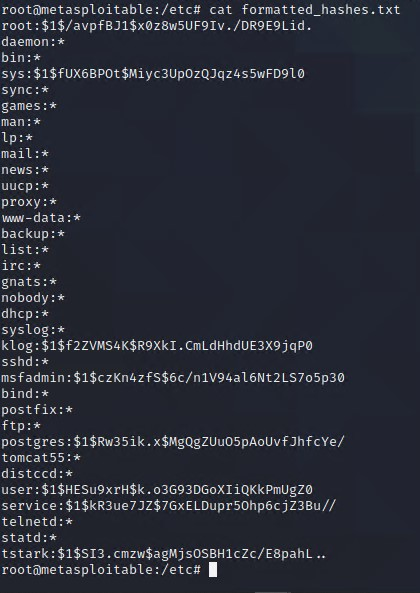 root@metasploitable:/etc# cat formatted_hashes.txt
root:$1$/avpfBJ1$x0z8w5UF9Iv./DR9E9Lid.
daemon:*
bin:*
sys:$1$fUX6BPOt$Miyc3UpOzQJqz4s5wFD9l0
sync:*
games:*
man:*
lp:*
mail:*
news:*
uucp:*
proxy:*
www-data:*
backup:*
list:*
irc:*
gnats:*
nobody:*
dhcp:*
syslog:*
klog:$1$f2ZVMS4K$R9XkI.CmLdHhdUE3X9jqP0
sshd:*
msfadmin:$1$czKn4zfS$6c/n1V94al6Nt2LS7o5p30
bind:*
postfix:*
ftp:*
postgres:$1$Rw35ik.x$MgQgZUuO5pAoUvfJhfcYe/
tomcat55:*
distccd:*
user:$1$HESu9xrH$k.o3G93DGoXIiQKkPmUgZ0
service:$1$kR3ue7JZ$7GxELDupr5Ohp6cjZ3Bu//
telnetd:*
statd:*
tstark:$1$SI3.cmzw$agMjsOSBH1cZc/E8pahL..
root@metasploitable:/etc#